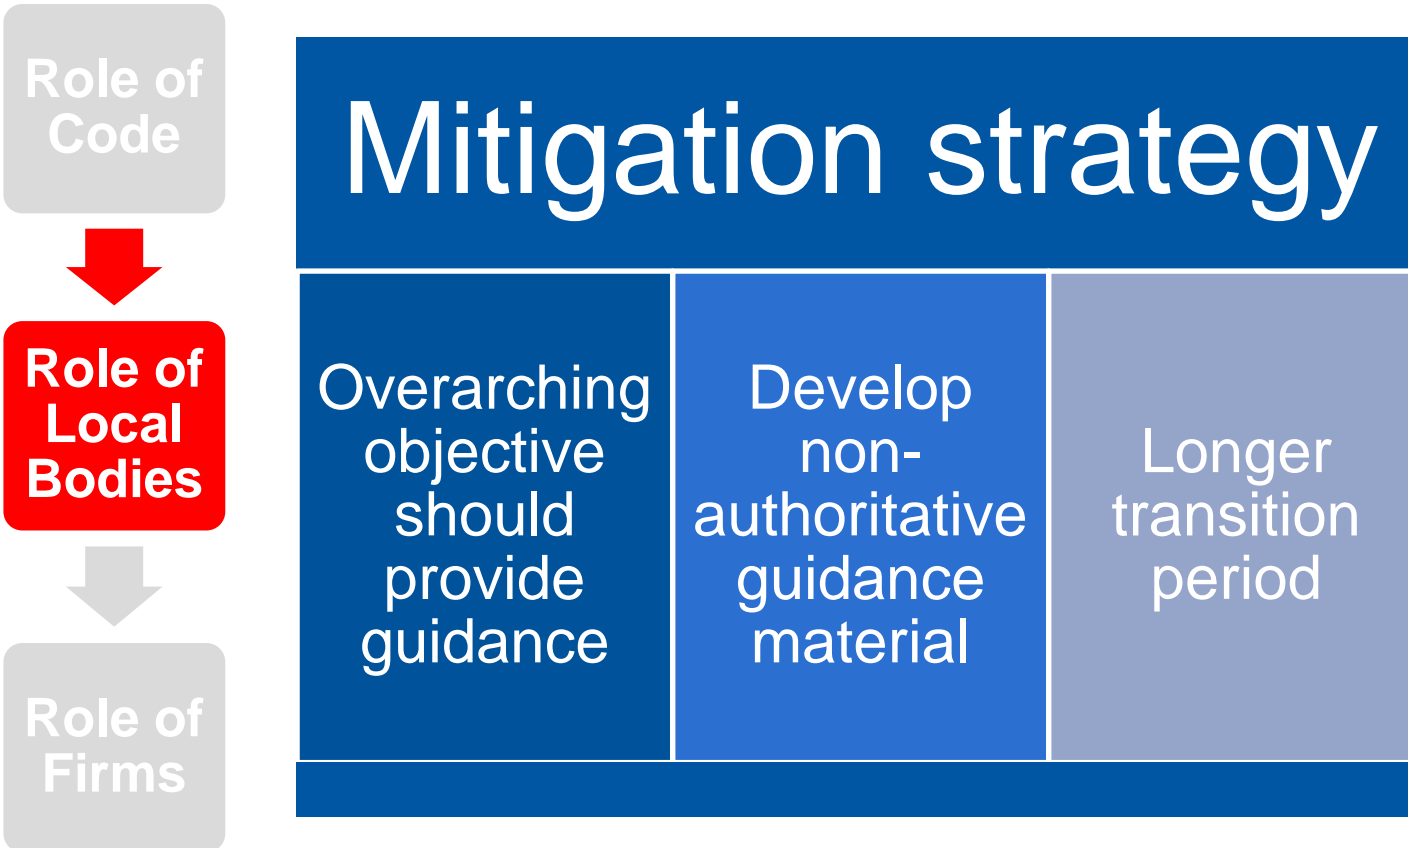 Role of
Code
Role of
Local
Bodies
Role of
Firms
Mitigation strategy
Overarching
objective
should
provide
guidance
Develop
non-
authoritative
guidance
material
Longer
transition
period